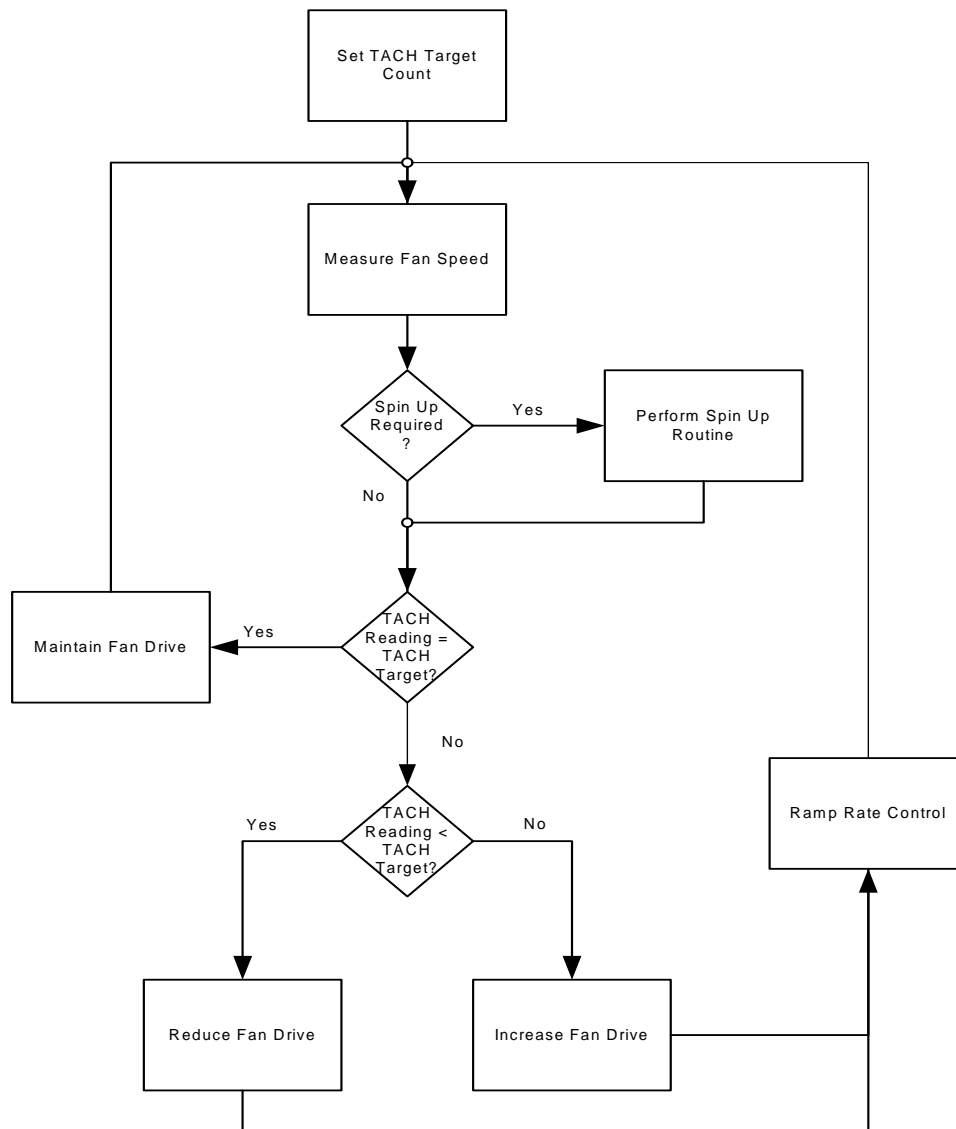 Set TACH Target
Count
Measure Fan Speed
Spin Up
Required
?
Yes
Perform Spin Up
Routine
No
TACH
Reading =
TACH
Target?
Yes
Maintain Fan Drive
No
TACH
Reading <
TACH
Target?
Yes
No
Ramp Rate Control
Reduce Fan Drive
Increase Fan Drive